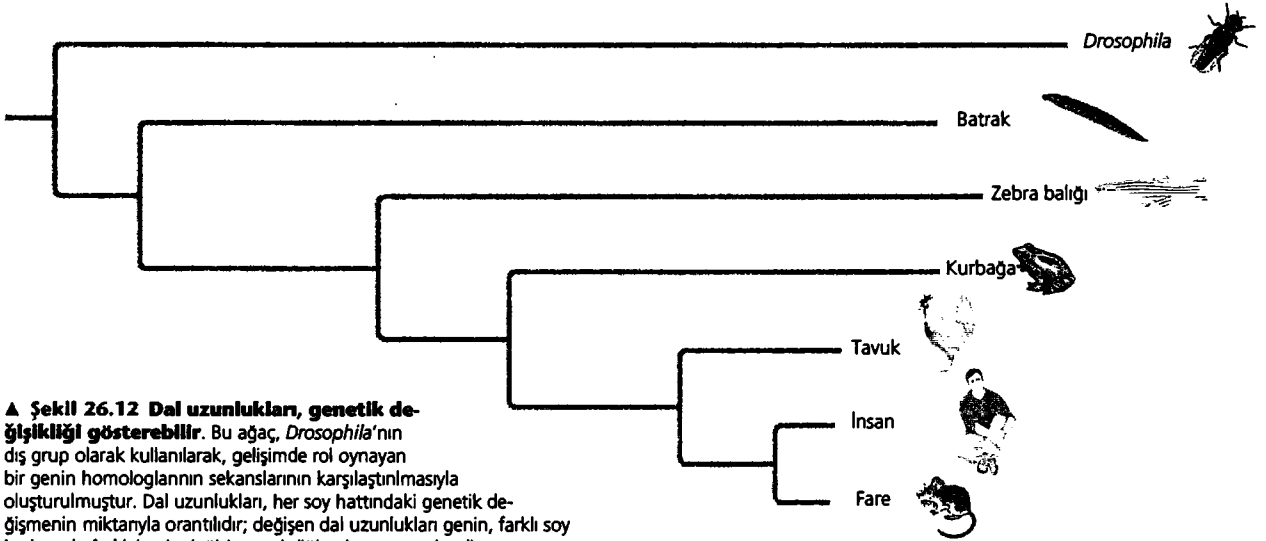 Drosophila
Batrak
Zebra balığı
Kurbağa
Tavuk
İnsan
Fare
▲ Şekil 26.12 Dal uzunlukları, genetik de-
ğişikliği gösterebilir. Bu ağaç, Drosophila'nın
dış grup olarak kullanılarak, gelişimde rol oynayan
bir genin homologlarının sekanslarının karşılaştırılmasıyla
oluşturulmuştur. Dal uzunlukları, her soy hattındaki genetik de-
ğişmenin miktarıyla orantılıdır; değişen dal uzunlukları genin, farklı soy